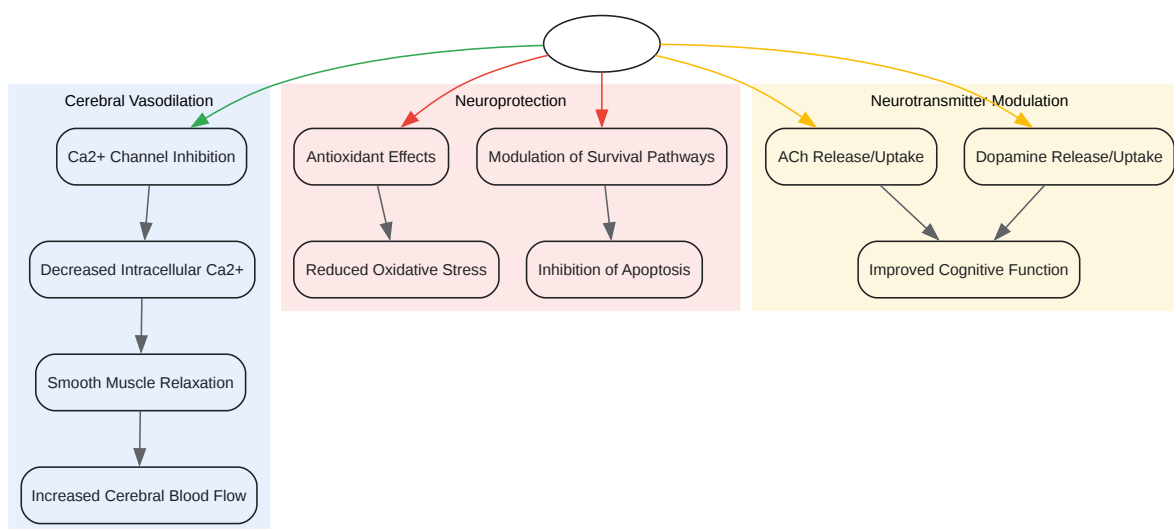 Cerebral Vasodilation
Neuroprotection
Neurotransmitter Modulation
Ca2+ Channel Inhibition
Antioxidant Effects
Modulation of Survival Pathways
ACh Release/Uptake
Dopamine Release/Uptake
Decreased Intracellular Ca2+
Reduced Oxidative Stress
Inhibition of Apoptosis
Improved Cognitive Function
Smooth Muscle Relaxation
Increased Cerebral Blood Flow